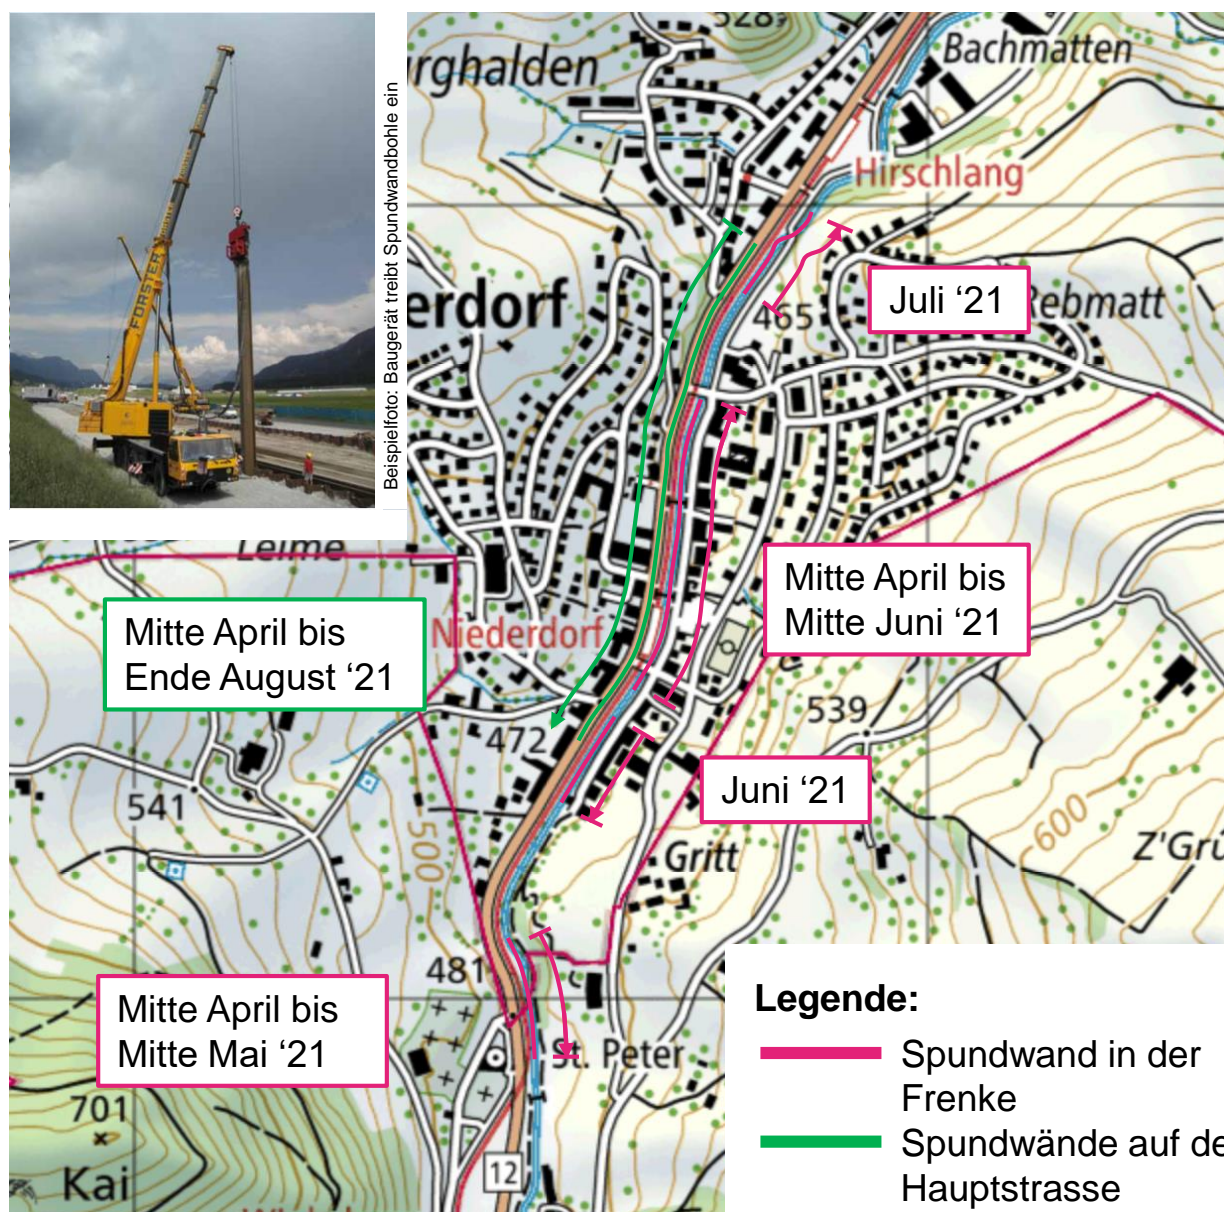 Beispielfoto: Baugerät treibt Spundwandbohle ein
FORSTER
528
rghalden
Bachmatten
Hirschlang
erdorf
465
Rebmatt
Juli ‘21
Leime
Mitte April bis
Mitte Juni ‘21
Mitte April bis
Ende August ‘21
Niederdorf
472
539
541
Juni ‘21
500
600
Gritt
Z'Gru
481
Mitte April bis
Mitte Mai ‘21
St. Peter
701
Kai
12
Legende:
Spundwand in der
Frenke
Spundwände auf de
Hauptstrasse